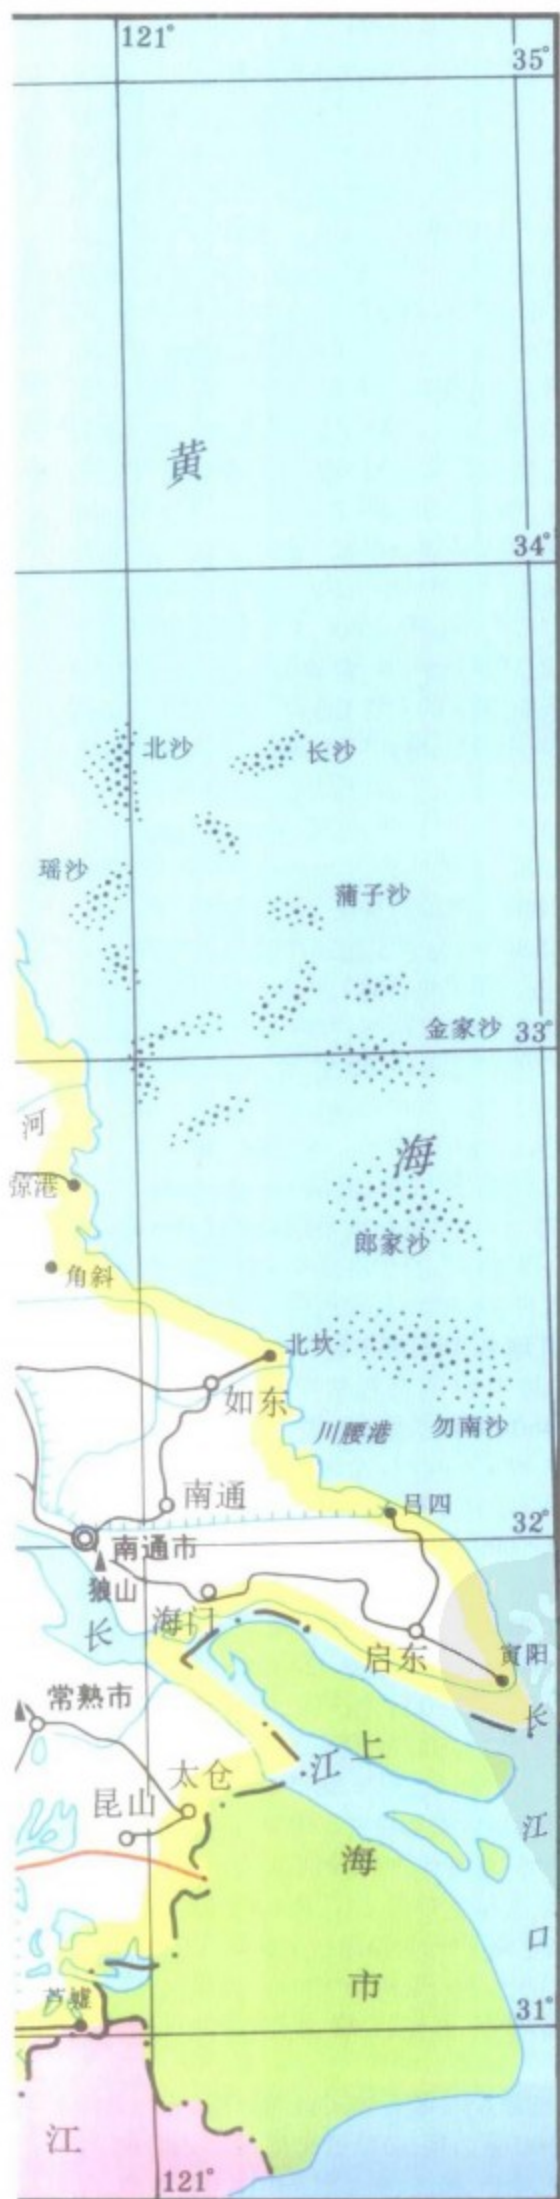 121°
35°
黄
34°
北沙
长沙
瑶沙
蒲子沙
金家沙
33°
河
海
弶港
郎家沙
角斜
北坎
如东
川腰港
勿南沙
南通
吕四
32°
南通市
狼山
海门
长
启东
寅阳
常熟市
长
上
江
太仓
昆山
江
海
口
市
芦墟
31°
江
121°